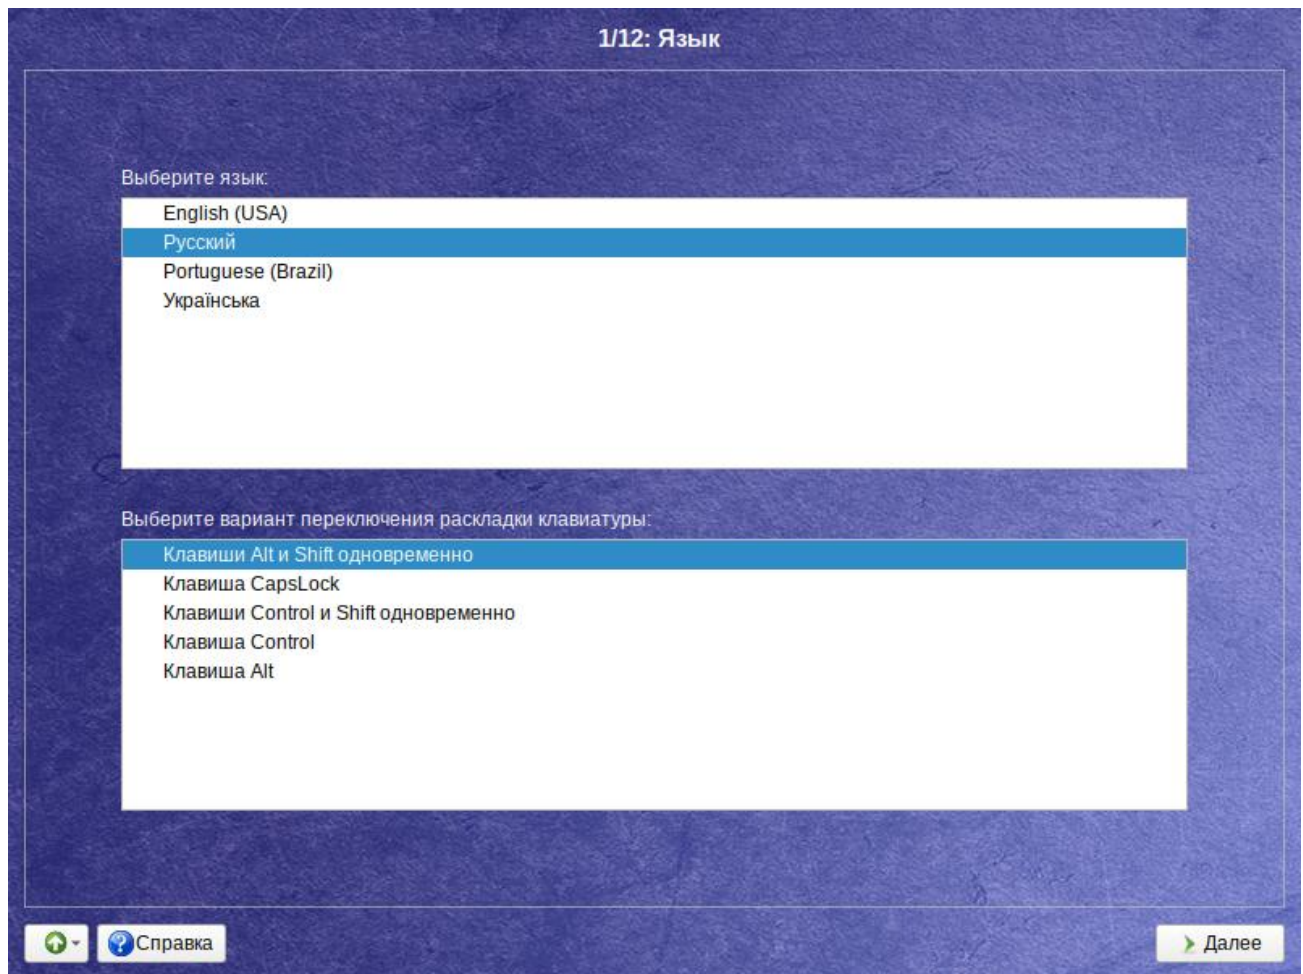 1/12: Язык
Выберите язык:
English (USA)
Русский
Portuguese (Brazil)
Українська
Выберите вариант переключения раскладки клавиатуры:
Клавиши Alt и Shift одновременно
Клавиша CapsLock
Клавиши Control и Shift одновременно
Клавиша Control
Клавиша Alt
Справка
Далее